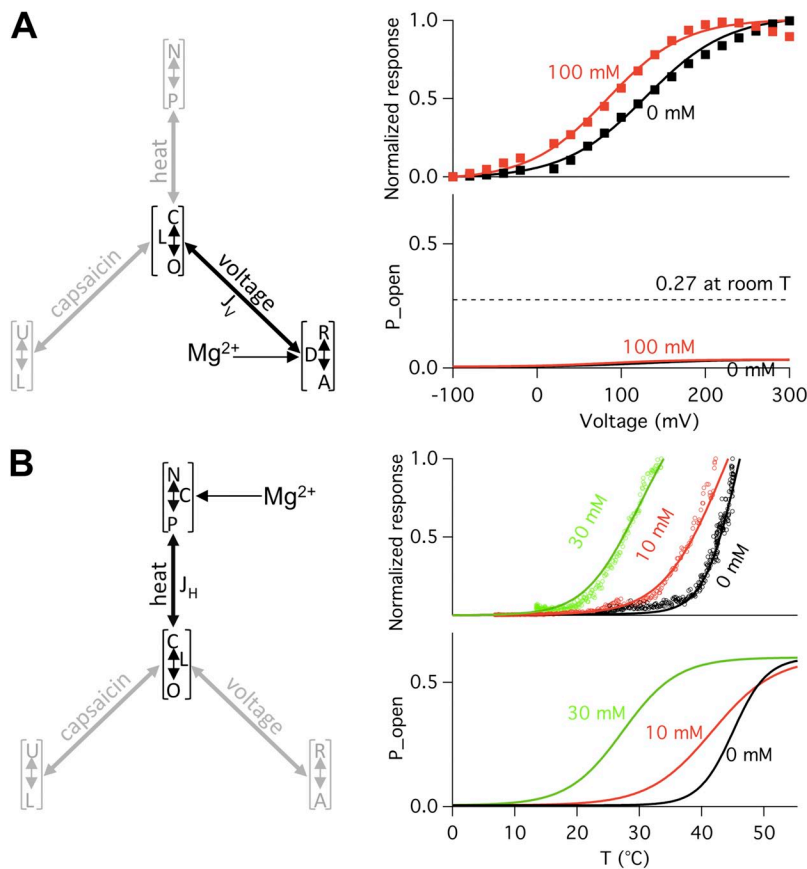 A
N
P
heat
C
L
O
capsaicin
voltage
J_V
U
L
Mg2+
R
D
A
Normalized response
1.0
0.5
0.0
100 mM
0 mM
P_open
0.5
0.0
0.27 at room T
100 mM
0 mM
-100 0 100 200 300
Voltage (mV)
B
N
C
P
Mg2+
heat
J_H
C
L
O
capsaicin
voltage
U
L
R
A
Normalized response
1.0
0.5
30 mM
10 mM
0 mM
P_open
0.5
0.0
30 mM
10 mM
0 mM
0 10 20 30 40 50
T (°C)